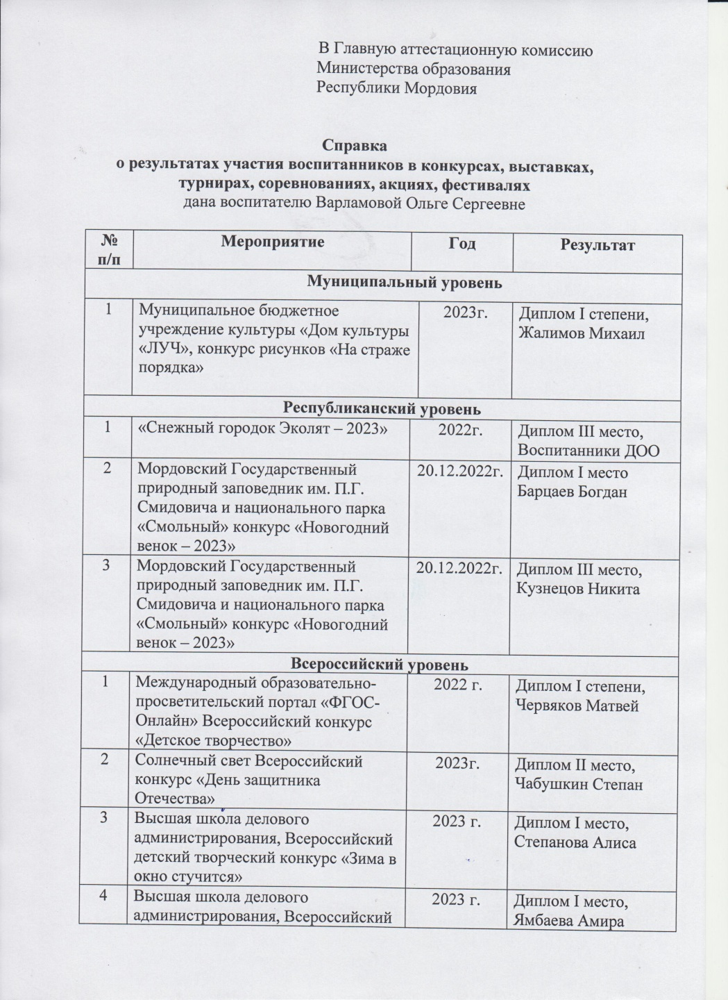 В Главную аттестационную комиссию
Министерства образования
Республики Мордовия
Справка
о результатах участия воспитанников в конкурсах, выставках,
турнирах, соревнованиях, акциях, фестивалях
дана воспитателю Варламовой Ольге Сергеевне
№ п/п
Мероприятие
Год
Результат
Муниципальный уровень
1
Муниципальное бюджетное
учреждение культуры «Дом культуры
«ЛУЧ», конкурс рисунков «На страже
порядка»
2023г.
Диплом I степени,
Жалимов Михаил
Республиканский уровень
1
«Снежный городок Эколят – 2023»
2022г.
Диплом III место,
Воспитанники ДОО
2
Мордовский Государственный
природный заповедник им. П.Г.
Смидовича и национального парка
«Смольный» конкурс «Новогодний
венок – 2023»
20.12.2022г.
Диплом I место
Барцаев Богдан
3
Мордовский Государственный
природный заповедник им. П.Г.
Смидовича и национального парка
«Смольный» конкурс «Новогодний
венок – 2023»
20.12.2022г.
Диплом III место,
Кузнецов Никита
Всероссийский уровень
1
Международный образовательно-
просветительский портал «ФГОС-
Онлайн» Всероссийский конкурс
«Детское творчество»
2022 г.
Диплом I степени,
Червяков Матвей
2
Солнечный свет Всероссийский
конкурс «День защитника
Отечества»
2023г.
Диплом II место,
Чабушкин Степан
3
Высшая школа делового
администрирования, Всероссийский
детский творческий конкурс «Зима в
окно стучится»
2023 г.
Диплом I место,
Степанова Алиса
4
Высшая школа делового
администрирования, Всероссийский
2023 г.
Диплом I место,
Ямбаева Амира